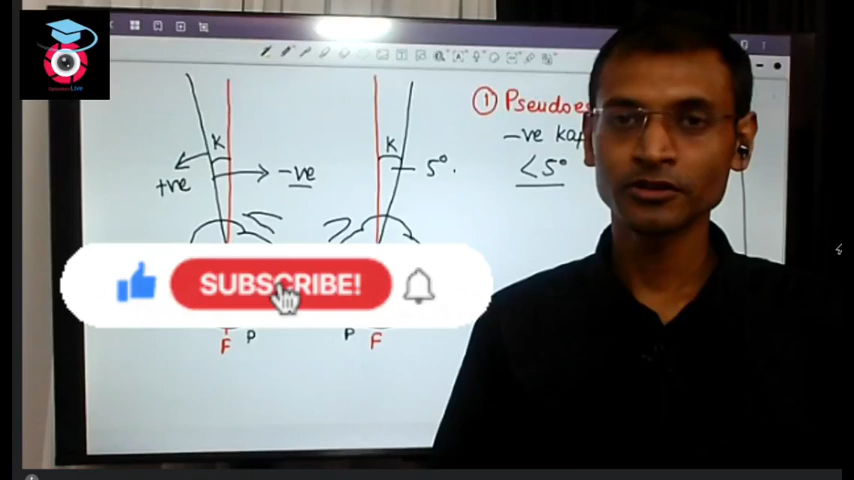 ① Pseudoes
-ve kap
<5°
K
+ve
-ve
K
5°.
SUBSCRIBE!
F
P
P
F